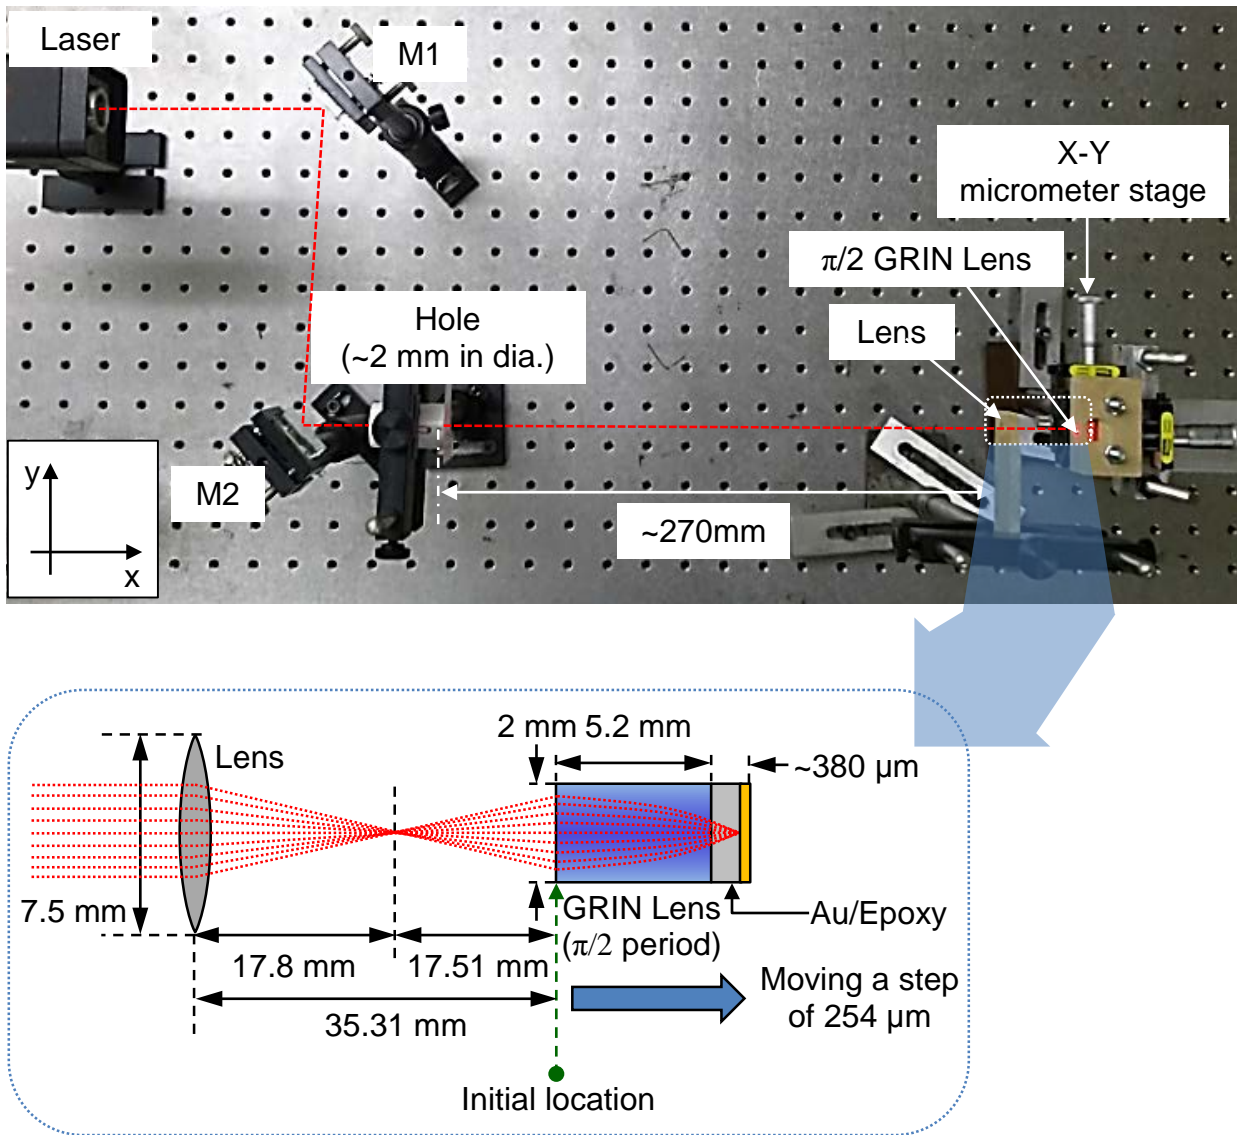 Laser
M1
X-Y
micrometer stage
π/2 GRIN Lens
Hole
(~2 mm in dia.)
Lens
y
x
M2
~270mm
2 mm 5.2 mm
Lens
~380 μm
7.5 mm
GRIN Lens
(π/2 period)
Au/Epoxy
17.8 mm
17.51 mm
35.31 mm
Moving a step
of 254 μm
Initial location